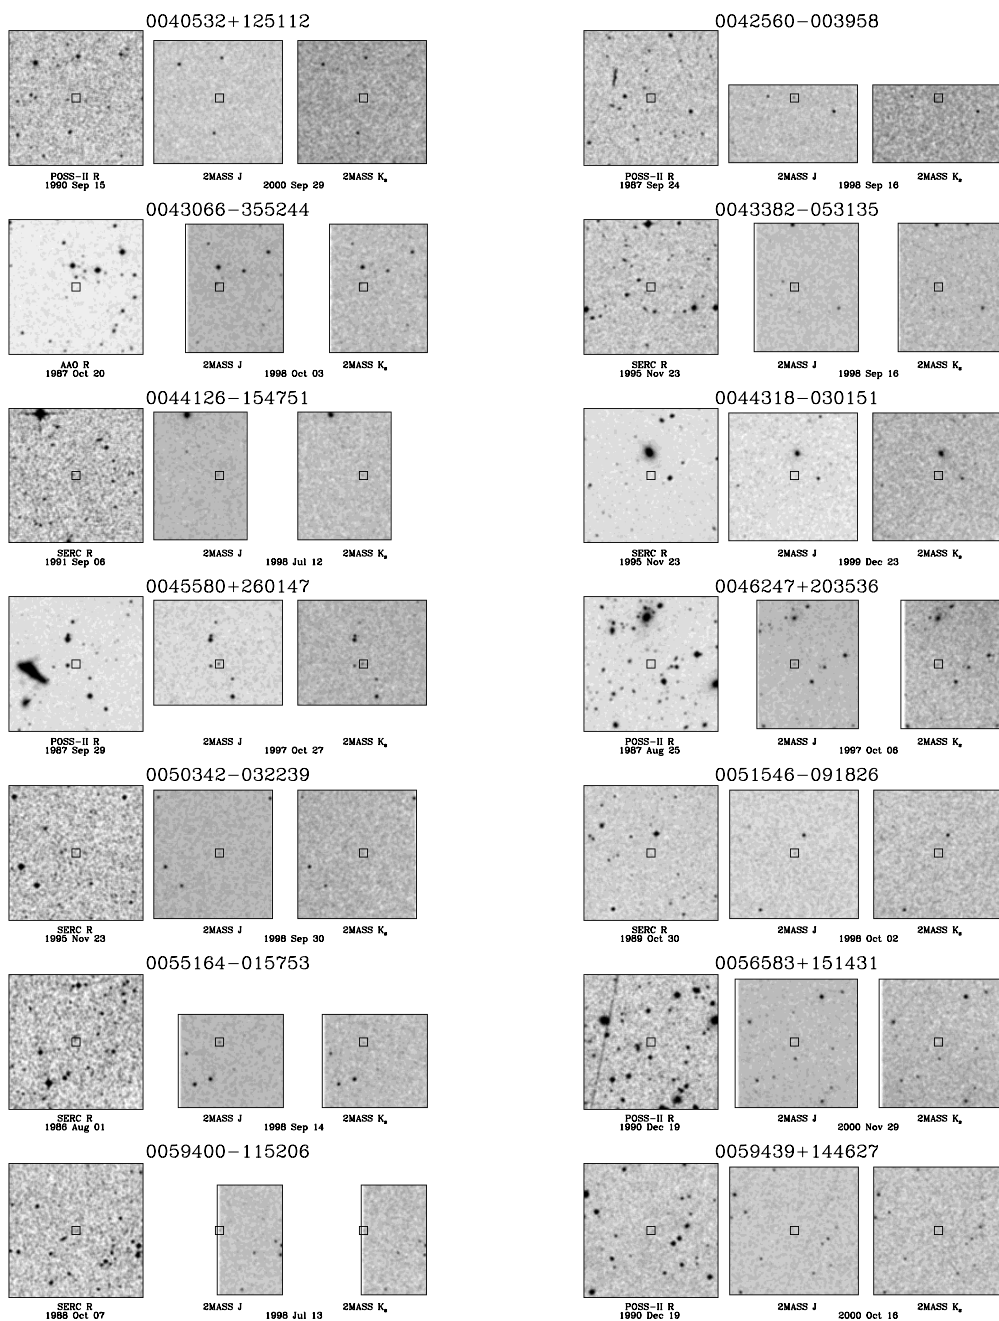 0040532+125112
POSS-II R
1990 Sep 15
2MASS J
2000 Sep 29
2MASS Ks
0042560-003958
POSS-II R
1987 Sep 24
2MASS J
1998 Sep 16
2MASS Ks
0043066-355244
AAO R
1987 Oct 20
2MASS J
1998 Oct 03
2MASS Ks
0043382-053135
SERC R
1995 Nov 23
2MASS J
1998 Sep 16
2MASS Ks
0044126-154751
SERC R
1991 Sep 06
2MASS J
1998 Jul 12
2MASS Ks
0044318-030151
SERC R
1995 Nov 23
2MASS J
1999 Dec 23
2MASS Ks
0045580+260147
POSS-II R
1987 Sep 29
2MASS J
1997 Oct 27
2MASS Ks
0046247+203536
POSS-II R
1987 Aug 25
2MASS J
1997 Oct 06
2MASS Ks
0050342-032239
SERC R
1995 Nov 23
2MASS J
1998 Sep 30
2MASS Ks
0051546-091826
SERC R
1989 Oct 30
2MASS J
1998 Oct 02
2MASS Ks
0055164-015753
SERC R
1986 Aug 01
2MASS J
1998 Sep 14
2MASS Ks
0056583+151431
POSS-II R
1990 Dec 19
2MASS J
2000 Nov 29
2MASS Ks
0059400-115206
SERC R
1988 Oct 07
2MASS J
1998 Jul 13
2MASS Ks
0059439+144627
POSS-II R
1990 Dec 19
2MASS J
2000 Oct 16
2MASS Ks